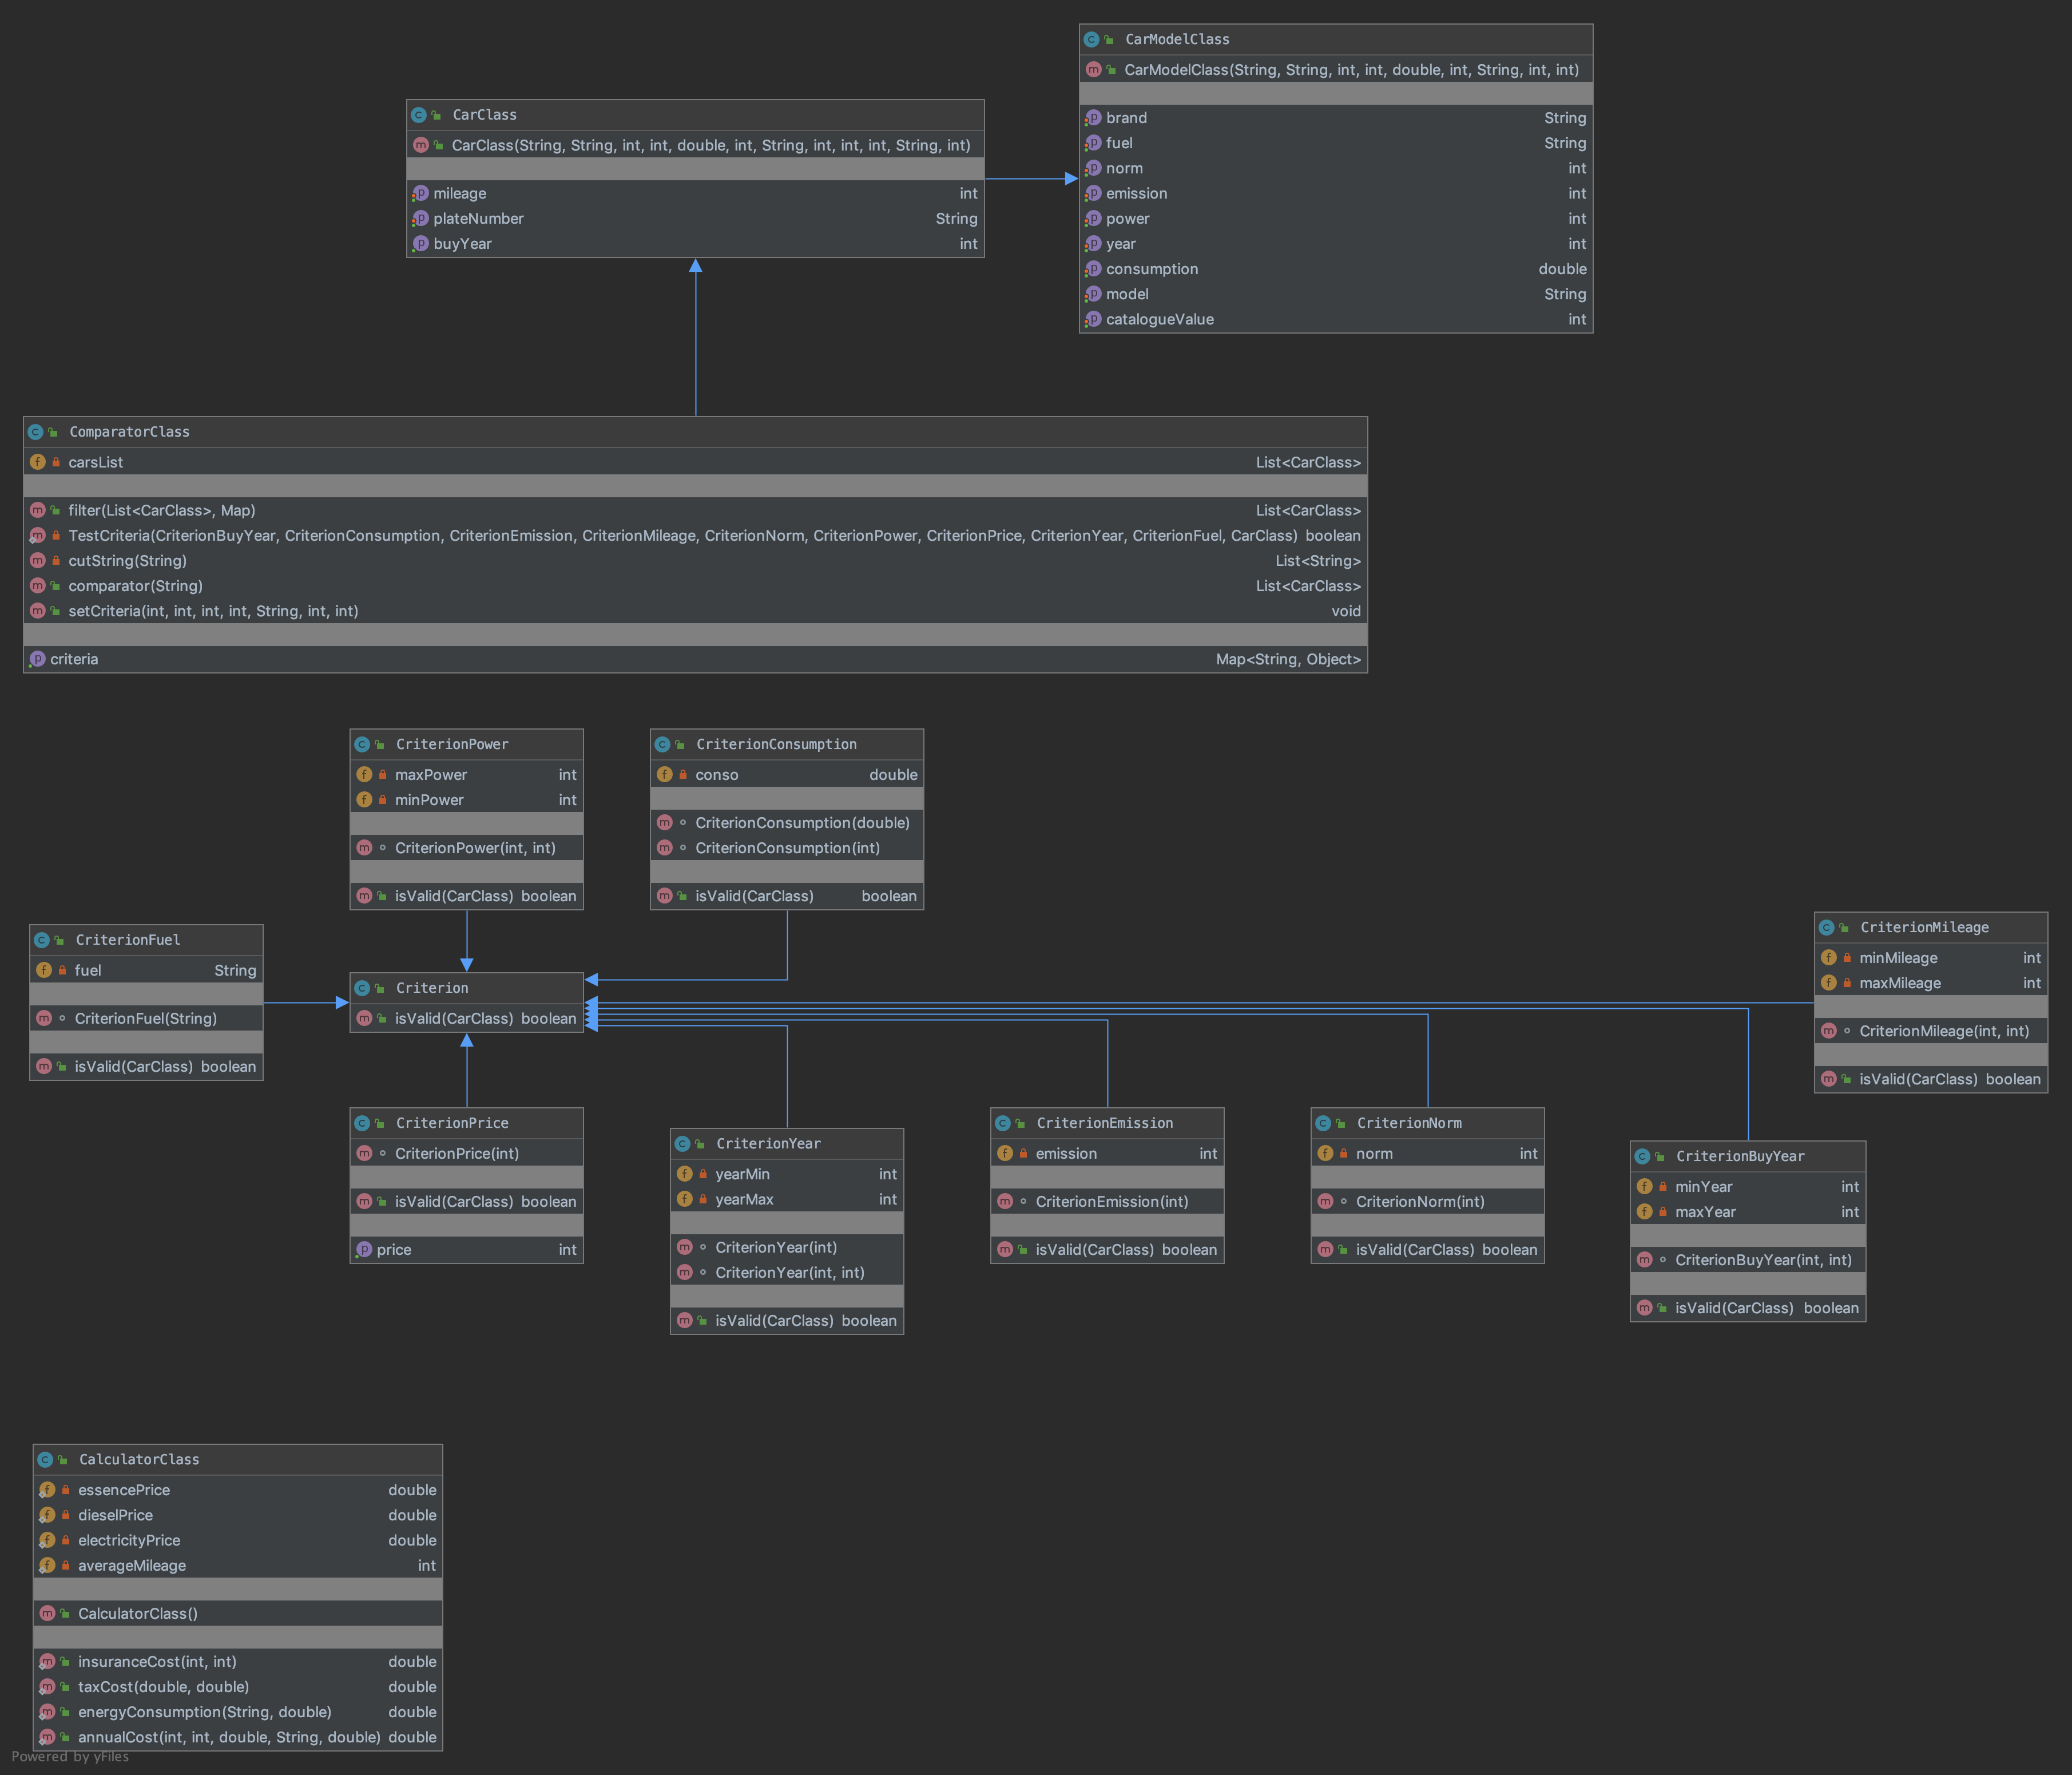 CarModelClass
CarModelClass(String, String, int, int, double, int, String, int, int)
brand String
fuel String
norm int
emission int
power int
year int
consumption double
model String
catalogueValue int
CarClass
CarClass(String, String, int, int, double, int, String, int, int, int, String, int)
mileage int
plateNumber String
buyYear int
ComparatorClass
carsList List<CarClass>
filter(List<CarClass>, Map) List<CarClass>
TestCriteria(CriterionBuyYear, CriterionConsumption, CriterionEmission, CriterionMileage, CriterionNorm, CriterionPower, CriterionPrice, CriterionYear, CriterionFuel, CarClass) boolean
cutString(String) List<String>
comparator(String) List<CarClass>
setCriteria(int, int, int, int, String, int, int) void
criteria Map<String, Object>
CriterionPower
maxPower int
minPower int
CriterionPower(int, int)
isValid(CarClass) boolean
CriterionConsumption
conso double
CriterionConsumption(double)
CriterionConsumption(int)
isValid(CarClass) boolean
CriterionFuel
fuel String
CriterionFuel(String)
isValid(CarClass) boolean
Criterion
isValid(CarClass) boolean
CriterionMileage
minMileage int
maxMileage int
CriterionMileage(int, int)
isValid(CarClass) boolean
CriterionPrice
CriterionPrice(int)
isValid(CarClass) boolean
price int
CriterionYear
yearMin int
yearMax int
CriterionYear(int)
CriterionYear(int, int)
isValid(CarClass) boolean
CriterionEmission
emission int
CriterionEmission(int)
isValid(CarClass) boolean
CriterionNorm
norm int
CriterionNorm(int)
isValid(CarClass) boolean
CriterionBuyYear
minYear int
maxYear int
CriterionBuyYear(int, int)
isValid(CarClass) boolean
CalculatorClass
essencePrice double
dieselPrice double
electricityPrice double
averageMileage int
CalculatorClass()
insuranceCost(int, int) double
taxCost(double, double) double
energyConsumption(String, double) double
annualCost(int, int, double, String, double) double
Powered by yFiles